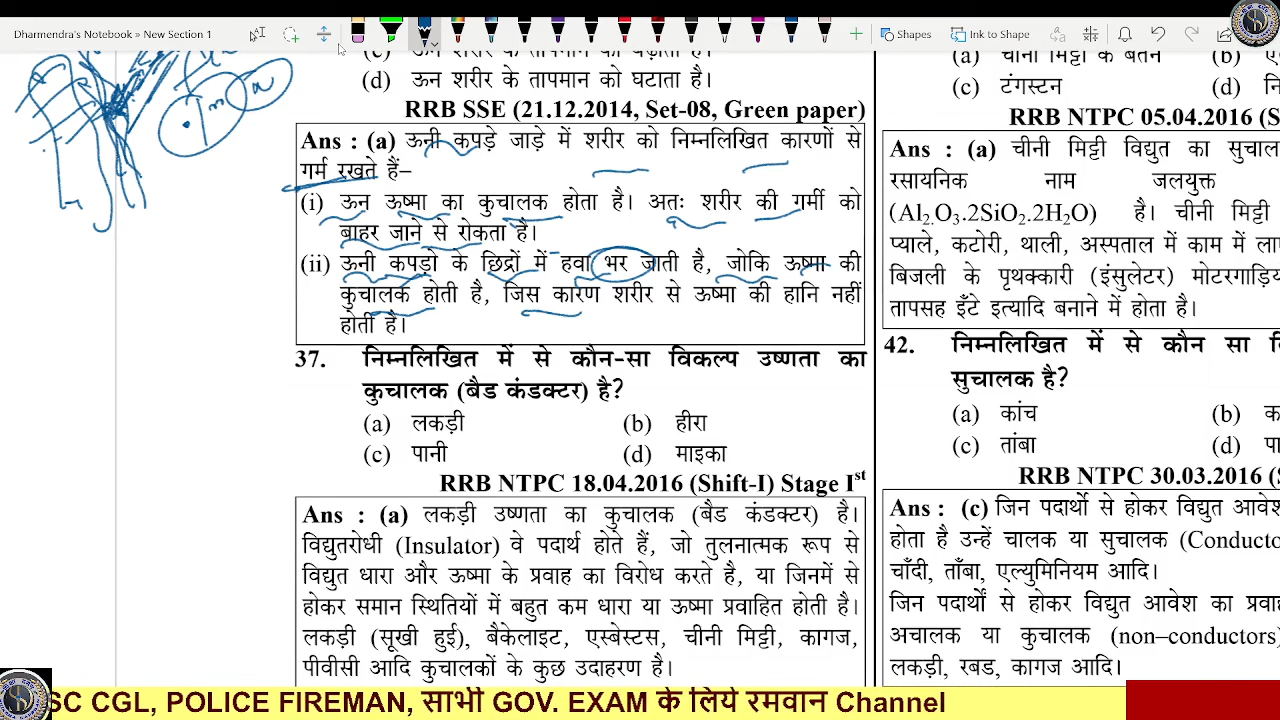 Dharmendra's Notebook » New Section 1
Shapes
Ink to Shape
(d) ऊन शरीर के तापमान को घटाता है।
RRB SSE (21.12.2014, Set-08, Green paper)
Ans : (a) ऊनी कपड़े जाड़े में शरीर को निम्नलिखित कारणों से
गर्म रखते हैं–
(i) ऊन ऊष्मा का कुचालक होता है। अतः शरीर की गर्मी को
बाहर जाने से रोकता है।
(ii) ऊनी कपड़ो के छिद्रों में हवा भर जाती है, जोकि ऊष्मा की
कुचालक होती है, जिस कारण शरीर से ऊष्मा की हानि नहीं
होती है।
37. निम्नलिखित में से कौन-सा विकल्प उष्णता का
कुचालक (बैड कंडक्टर) है?
(a) लकड़ी (b) हीरा
(c) पानी (d) माइका
RRB NTPC 18.04.2016 (Shift-I) Stage Ist
Ans : (a) लकड़ी उष्णता का कुचालक (बैड कंडक्टर) है।
विद्युतरोधी (Insulator) वे पदार्थ होते हैं, जो तुलनात्मक रूप से
विद्युत धारा और ऊष्मा के प्रवाह का विरोध करते है, या जिनमें से
होकर समान स्थितियों में बहुत कम धारा या ऊष्मा प्रवाहित होती है।
लकड़ी (सूखी हुई), बैकेलाइट, एस्बेस्टस, चीनी मिट्टी, कागज,
पीवीसी आदि कुचालकों के कुछ उदाहरण है।
(a) चीनी मिट्टी के बर्तन (b)
(c) टंगस्टन (d)
RRB NTPC 05.04.2016
Ans : (a) चीनी मिट्टी विद्युत का
रसायनिक नाम जलयुक्त
(Al2.O3.2SiO2.2H2O) है। चीनी मिट्टी
प्याले, कटोरी, थाली, अस्पताल में काम में
बिजली के पृथक्कारी (इंसुलेटर)
तापसह ईंटे इत्यादि बनाने में होता है।
42. निम्नलिखित में से कौन सा
सुचालक है?
(a) कांच (b)
(c) तांबा (d)
RRB NTPC 30.03.2016
Ans : (c) जिन पदार्थो से होकर विद्युत
होता है उन्हें चालक या सुचालक
चाँदी, ताँबा, एल्युमिनियम आदि।
जिन पदार्थों से होकर विद्युत आवेश का
अचालक या कुचालक (non–conductors)
लकड़ी, रबड, कागज आदि।
SC CGL, POLICE FIREMAN, साभी GOV. EXAM के लिये रमवान Channel